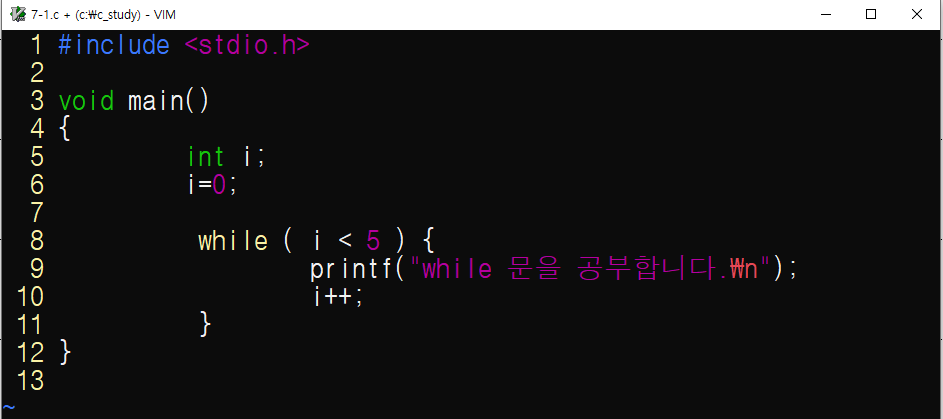 7-1.c + (c:₩c_study) - VIM
1 #include <stdio.h>
2
3 void main()
4 {
5 int i;
6 i=0;
7
8 while ( i < 5 ) {
9 printf("while 문을 공부합니다.₩n");
10 i++;
11 }
12 }
13
~